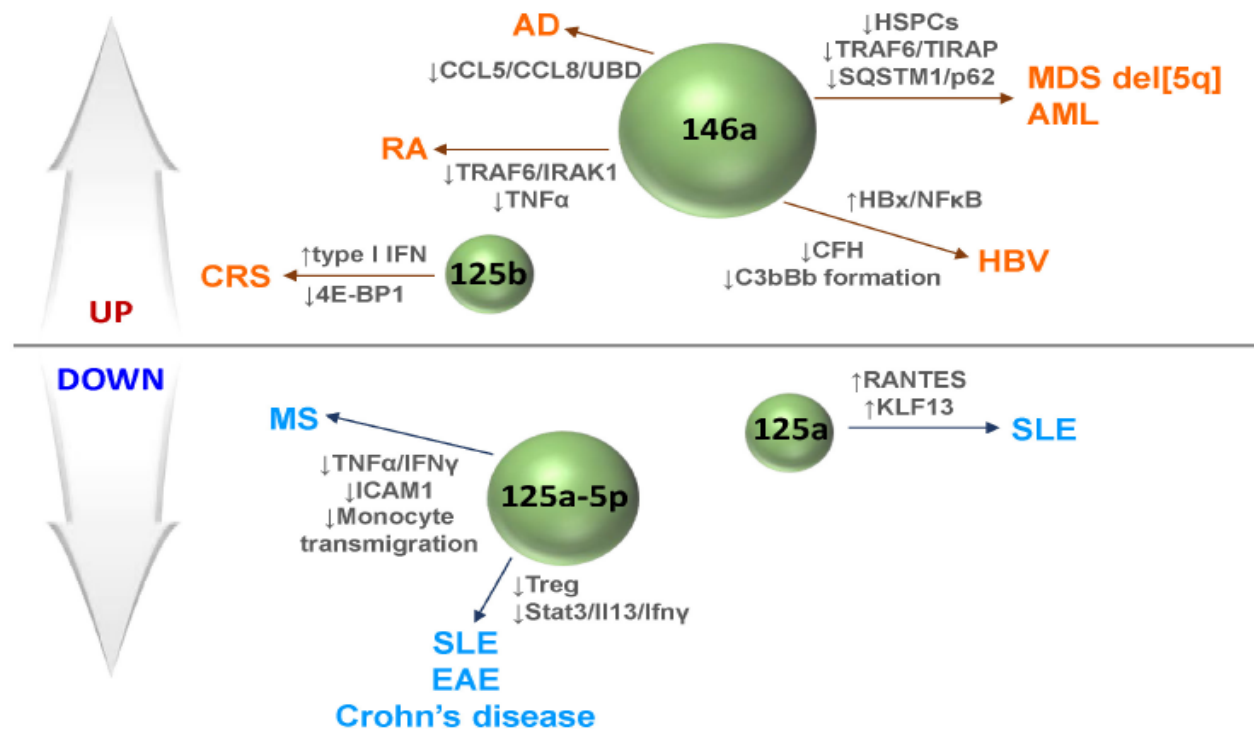 AD
↓CCL5/CCL8/UBD
146a
↓HSPCs
↓TRAF6/TIRAP
↓SQSTM1/p62
MDS del[5q]
AML
RA
↓TRAF6/IRAK1
↓TNFα
↑HBx/NFκB
↓CFH
↓C3bBb formation
HBV
CRS
↑type I IFN
↓4E-BP1
125b
UP
DOWN
MS
↓TNFα/IFNγ
↓ICAM1
↓Monocyte
transmigration
125a-5p
↓Treg
↓Stat3/Il13/Ifnγ
SLE
EAE
Crohn’s disease
125a
↑RANTES
↑KLF13
SLE